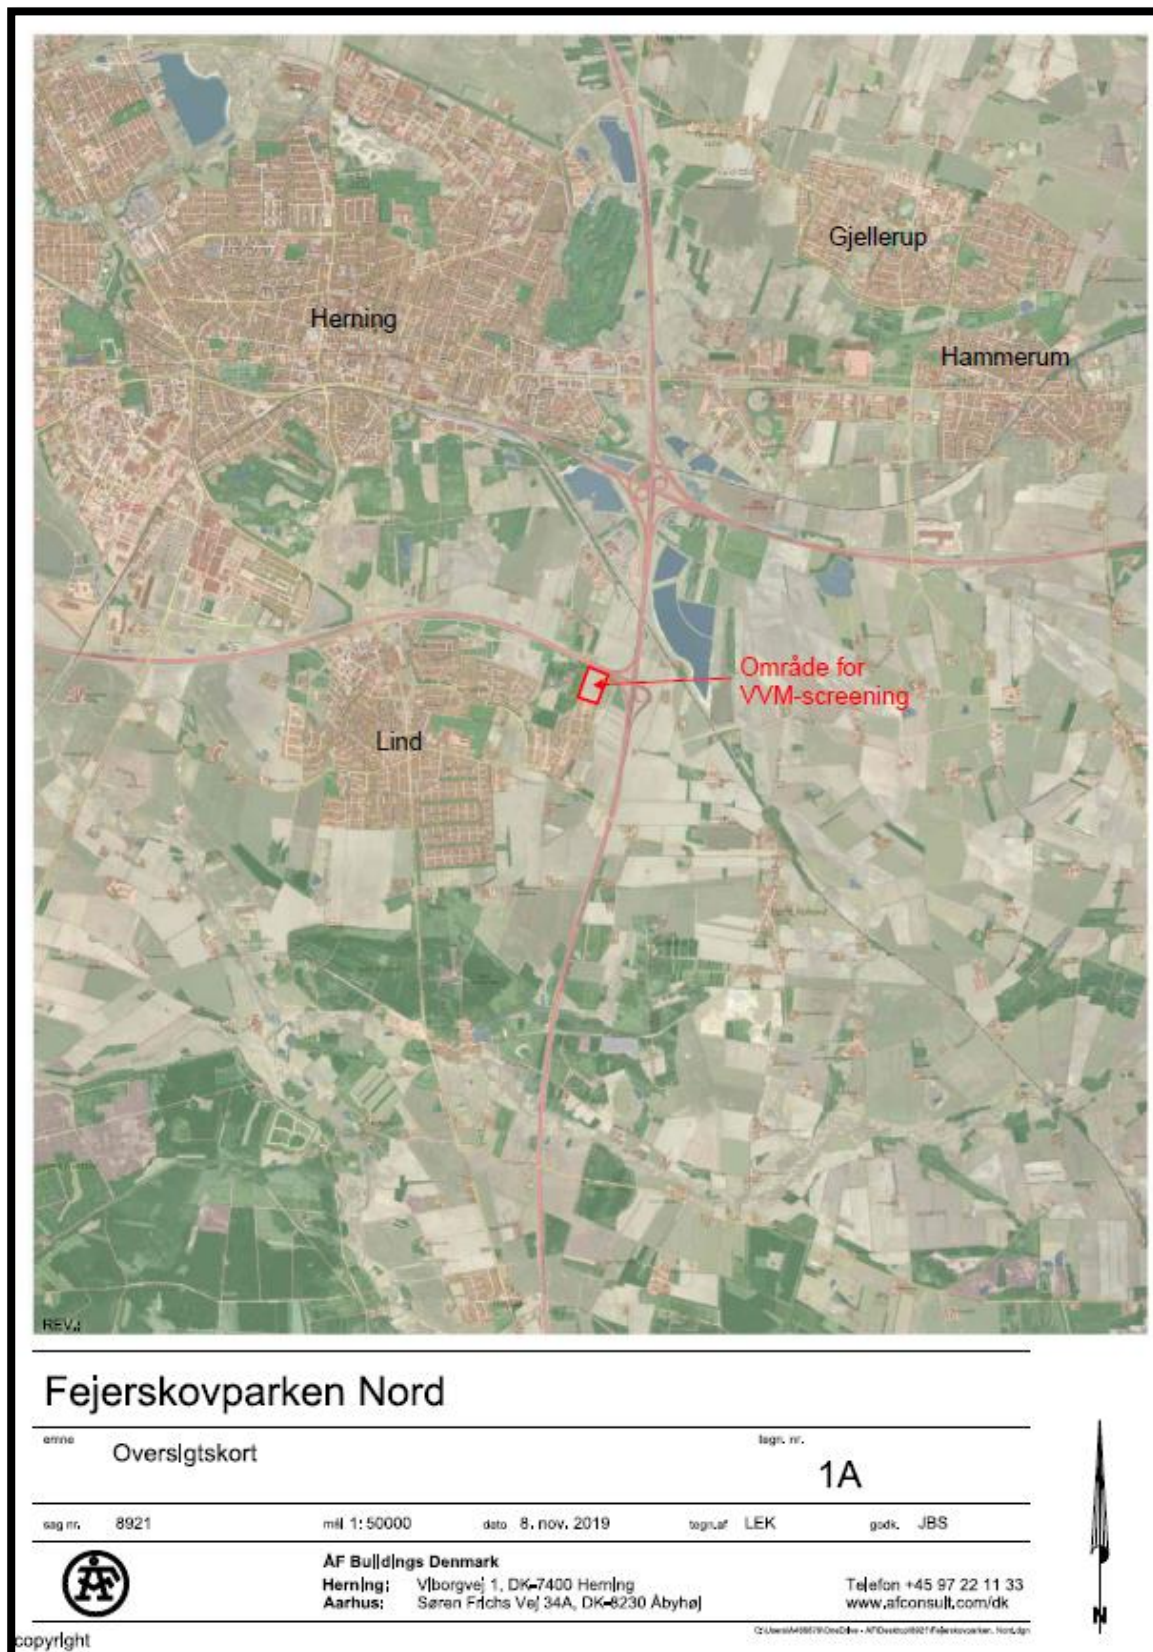 Gjellerup
Herning
Hammerum
Område for
VVM-screening
Lind
REV.:
Fejerskovparken Nord
emne
Oversigtskort
tegn. nr.
1A
sag nr. 8921
mål 1:50000
dato 8. nov. 2019
tegn.af LEK
godk. JBS
ÅF
ÅF Buildings Denmark
Herning: Viborgvej 1, DK-7400 Herning
Aarhus: Søren Frichs Vej 34A, DK-8230 Åbyhøj
Telefon +45 97 22 11 33
www.afconsult.com/dk
N
copyright